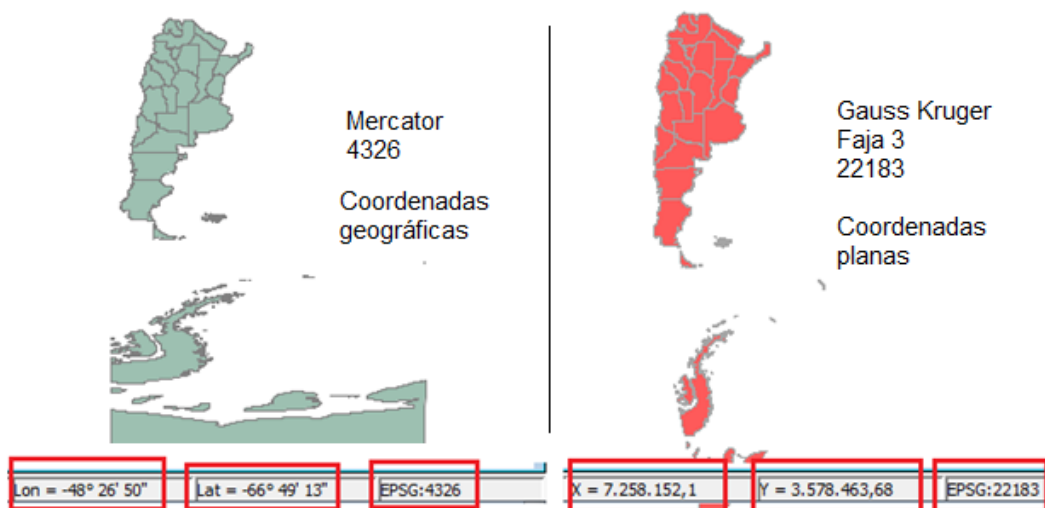 Mercator
4326
Coordenadas
geográficas
Gauss Kruger
Faja 3
22183
Coordenadas
planas
Lon = -48° 26' 50"
Lat = -66° 49' 13"
EPSG:4326
X = 7.258.152,1
Y = 3.578.463,68
EPSG:22183